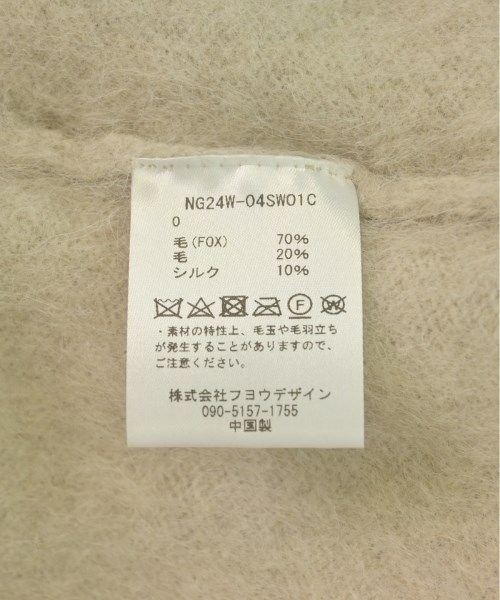 NG24W-04SW01C
0
毛(FOX) 70%
毛 20%
シルク 10%
F W
・素材の特性上、毛玉や毛羽立ち
が発生することがありますので、
ご注意ください。
株式会社フヨウデザイン
090-5157-1755
中国製